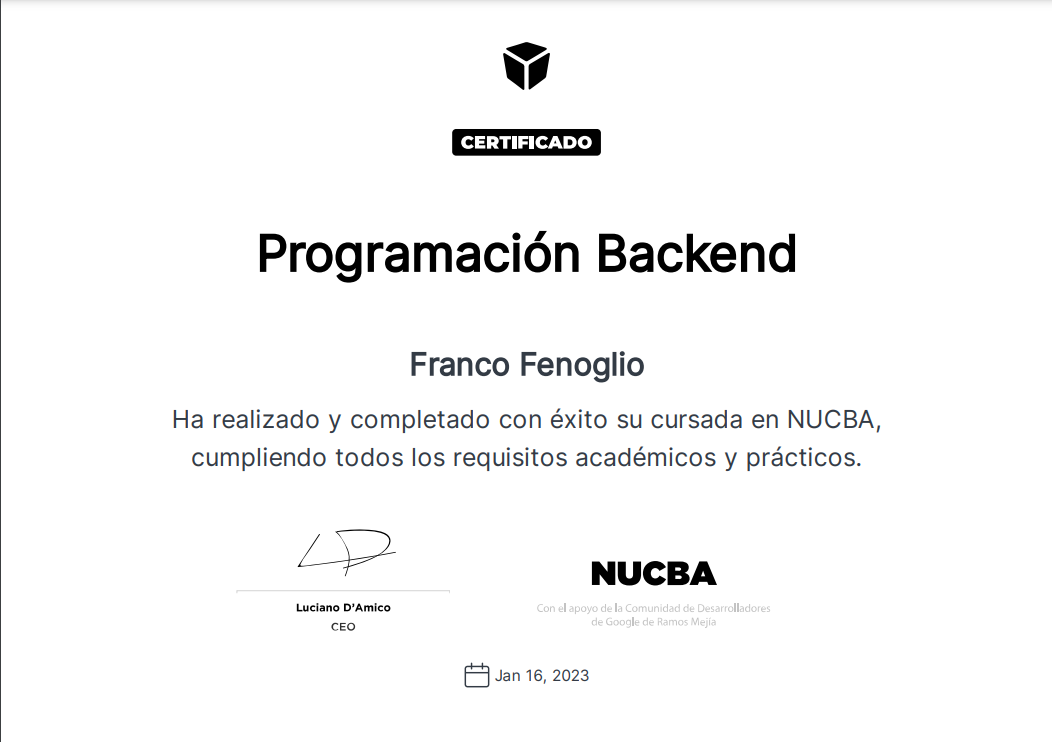 CERTIFICADO
Programación Backend
Franco Fenoglio
Ha realizado y completado con éxito su cursada en NUCBA,
cumpliendo todos los requisitos académicos y prácticos.
Luciano D'Amico
CEO
NUCBA
Con el apoyo de la Comunidad de Desarrolladores
de Google de Ramos Mejía
Jan 16, 2023